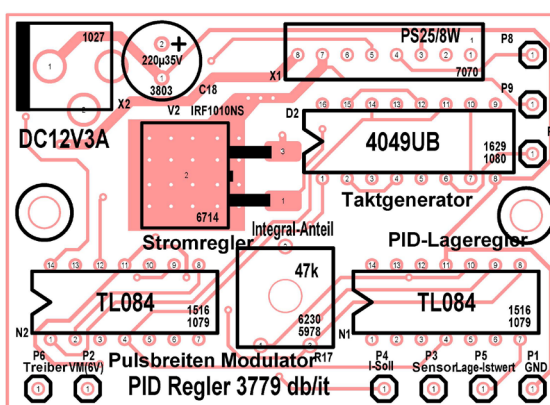 1027
220µ35V
3803
C18
X1
X2
V2
IRF1010NS
DC12V3A
PS25/8W
7070
P8
P9
D2
4049UB
1629
1080
Taktgenerator
6714
Stromregler
Integral-Anteil
PID-Lageregler
TL084
1516
1079
N2
47k
6230
5978
R17
TL084
1516
1079
N1
Pulsbreiten Modulator
P6
Treiber
P2
VM(6V)
PID Regler 3779 db/it
P4
I-Soll
P3
Sensor
P5
Lage-Istwert
P1
GND